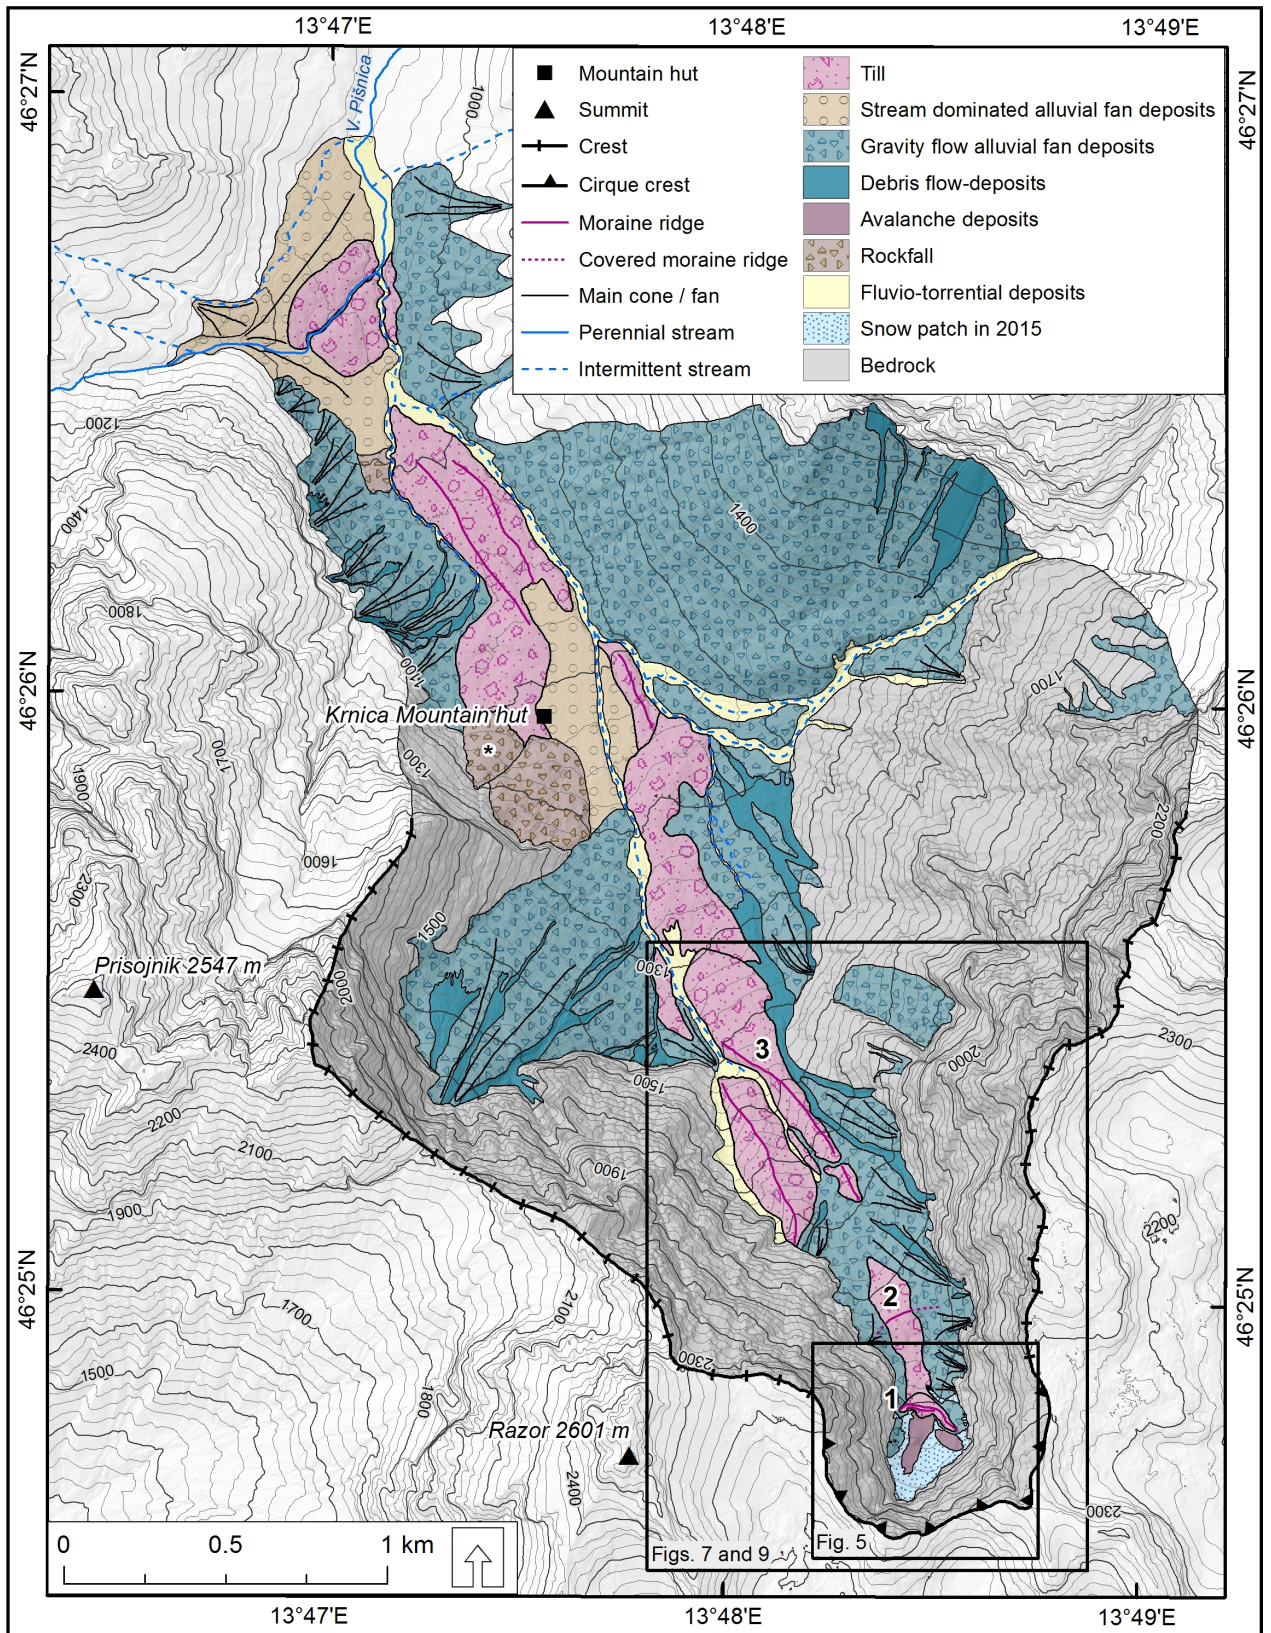 13°47'E
13°48'E
13°49'E
46°27'N
46°27'N
V. Pišnica
1000
Mountain hut
Summit
Crest
Cirque crest
Moraine ridge
Covered moraine ridge
Main cone / fan
Perennial stream
Intermittent stream
Till
Stream dominated alluvial fan deposits
Gravity flow alluvial fan deposits
Debris flow-deposits
Avalanche deposits
Rockfall
Fluvio-torrential deposits
Snow patch in 2015
Bedrock
1200
1400
1400
1800
1100
46°26'N
46°26'N
1700
Krnica Mountain hut
*
1700
1300
1900
2200
1600
2300
1500
Prisojnik 2547 m
1300
2000
2400
3
2300
2000
1500
2200
2100
1900
1900
2200
46°25'N
46°25'N
2
2100
1700
2300
1500
1800
1
Razor 2601 m
2400
2300
0
0.5
1 km
Figs. 7 and 9
Fig. 5
13°47'E
13°48'E
13°49'E